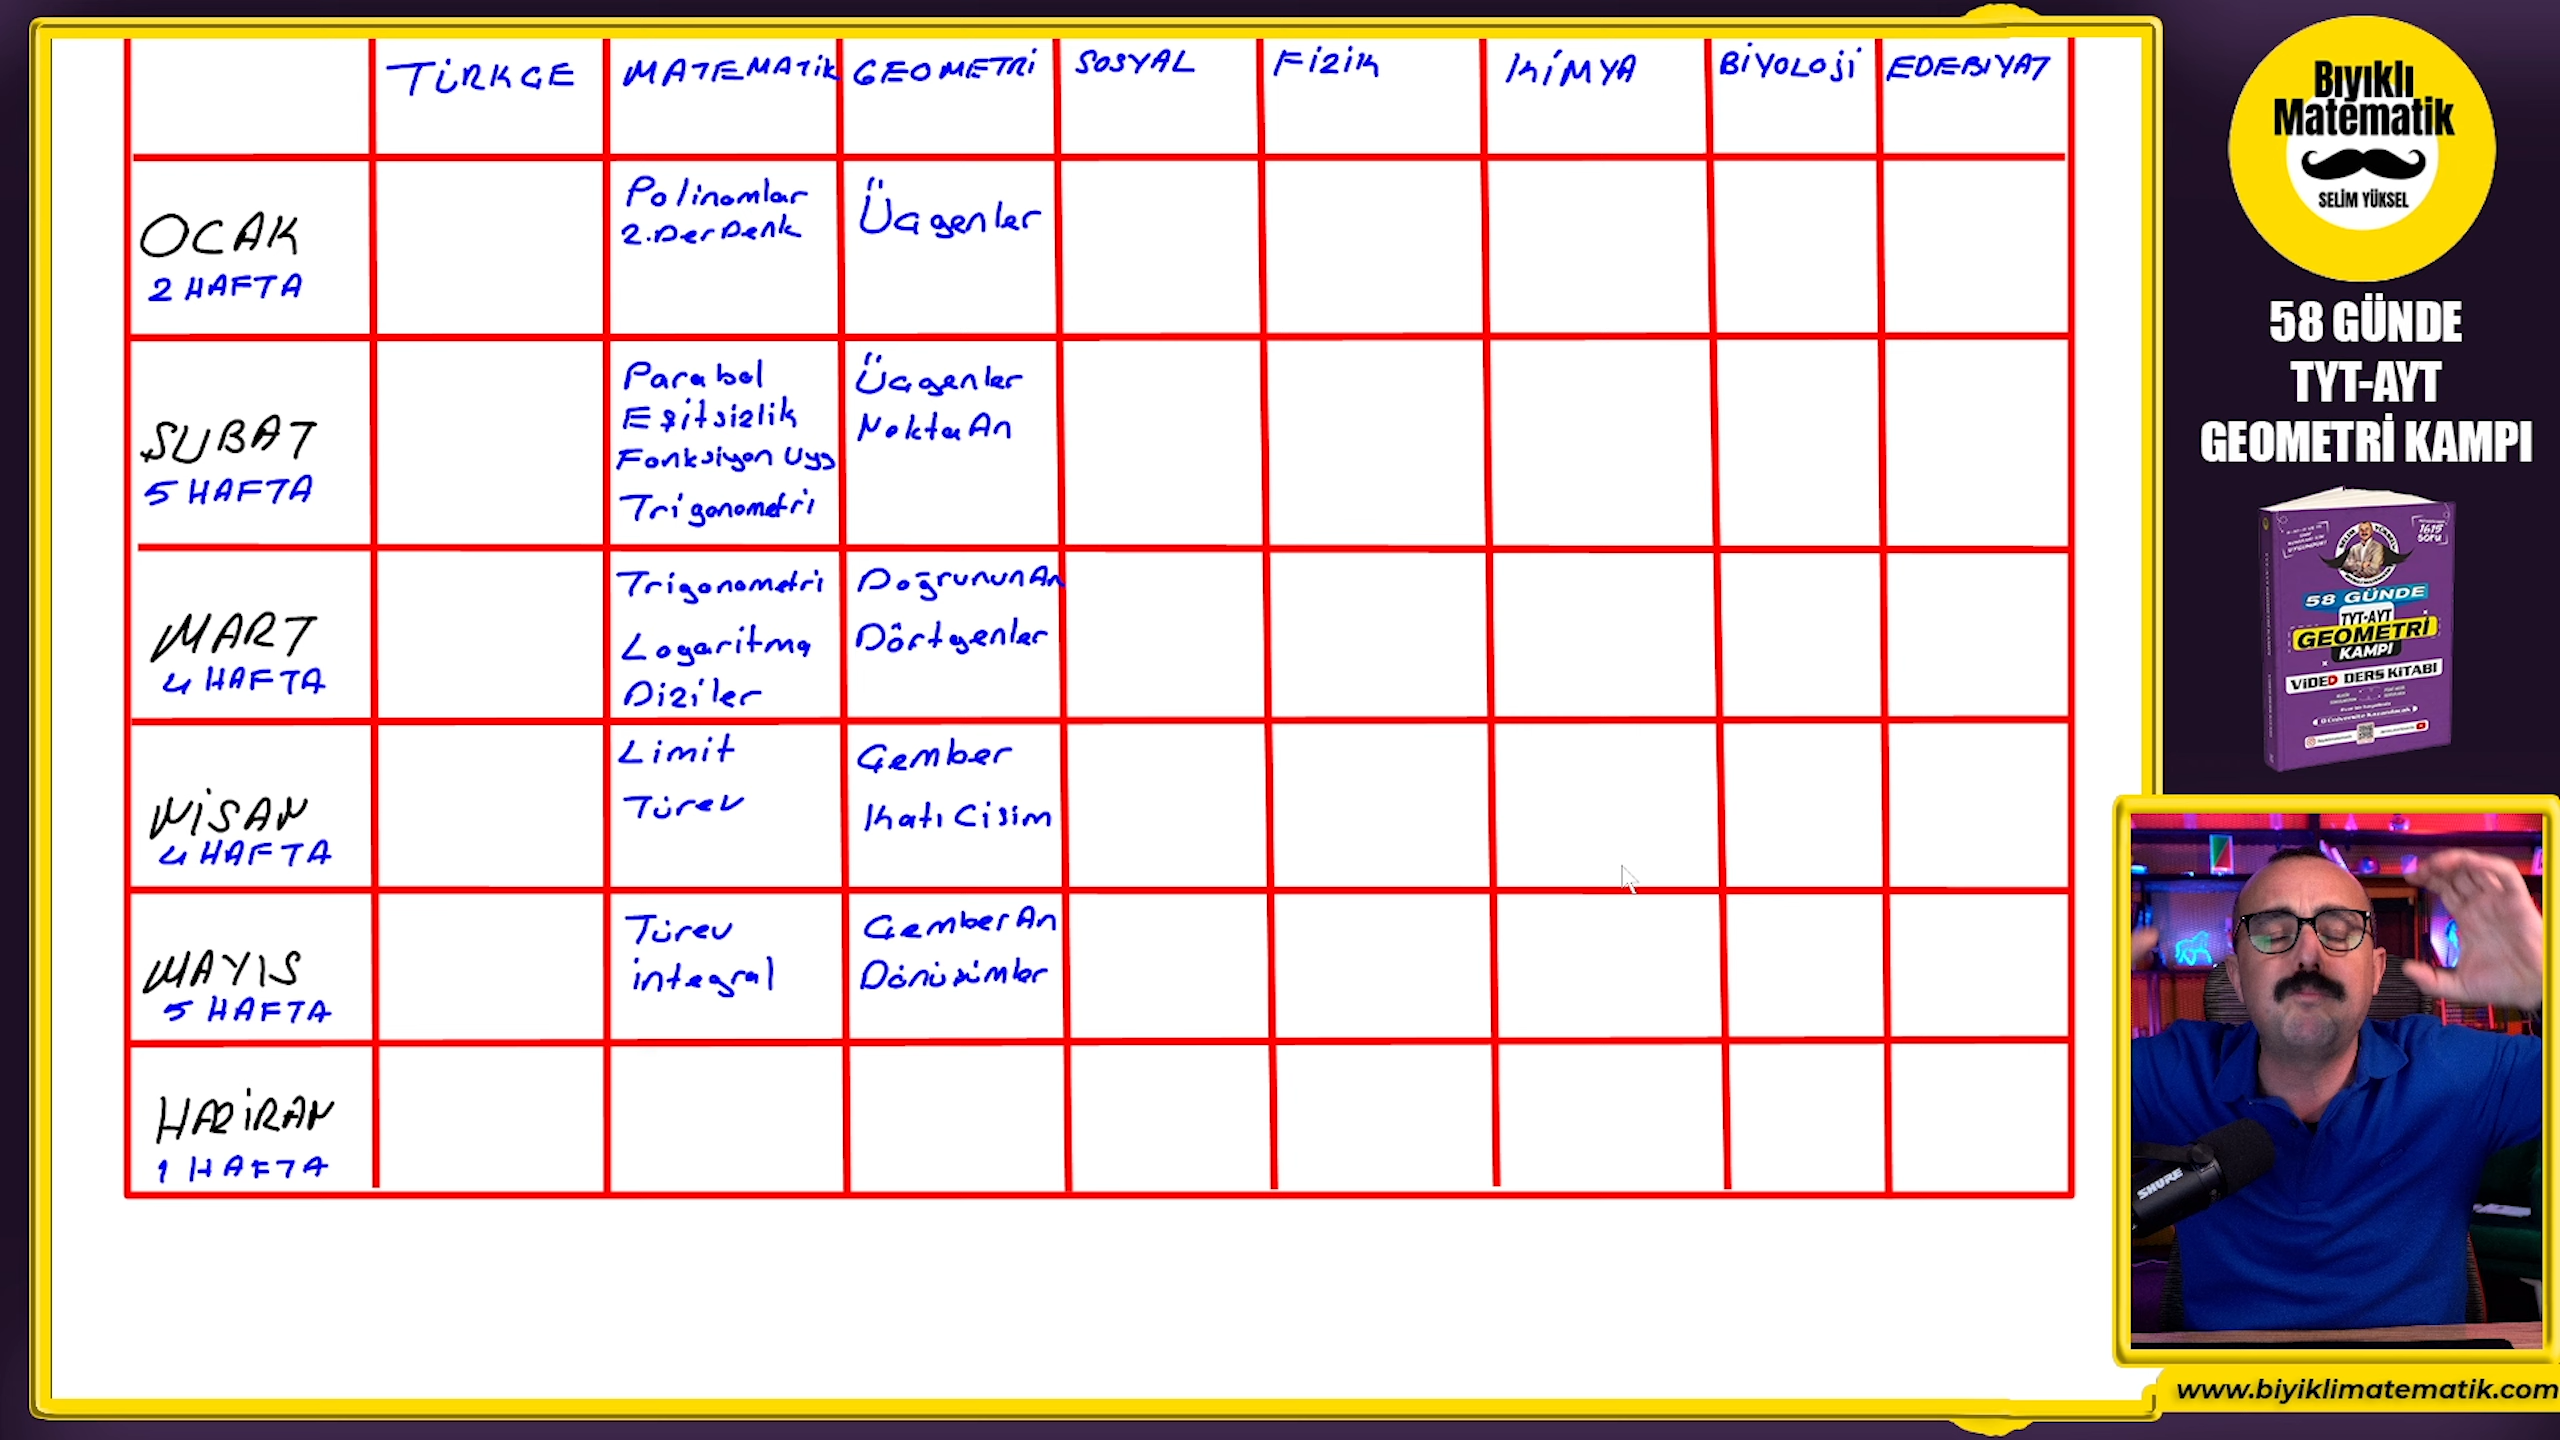 TÜRKÇE MATEMATİK GEOMETRİ SOSYAL FİZİK KİMYA BİYOLOJİ EDEBİYAT
OCAK
2 HAFTA
Polinomlar
2.Der Denk
Üçgenler
ŞUBAT
5 HAFTA
Parabol
Eşitsizlik
Fonksiyon Uyg
Trigonometri
Üçgenler
Nokta An
MART
4 HAFTA
Trigonometri
Logaritma
Diziler
Doğrunun An
Dörtgenler
NİSAN
4 HAFTA
Limit
Türev
Çember
Katı Cisim
MAYIS
5 HAFTA
Türev
integral
Çember An
Dönüşümler
HAZİRAN
1 HAFTA
Bıyıklı
Matematik
SELİM YÜKSEL
58 GÜNDE
TYT-AYT
GEOMETRİ KAMPI
1615
SORU
58 GÜNDE
TYT-AYT
GEOMETRİ
KAMPI
VİDEO DERS KİTABI
SHURE
www.biyiklimatematik.com